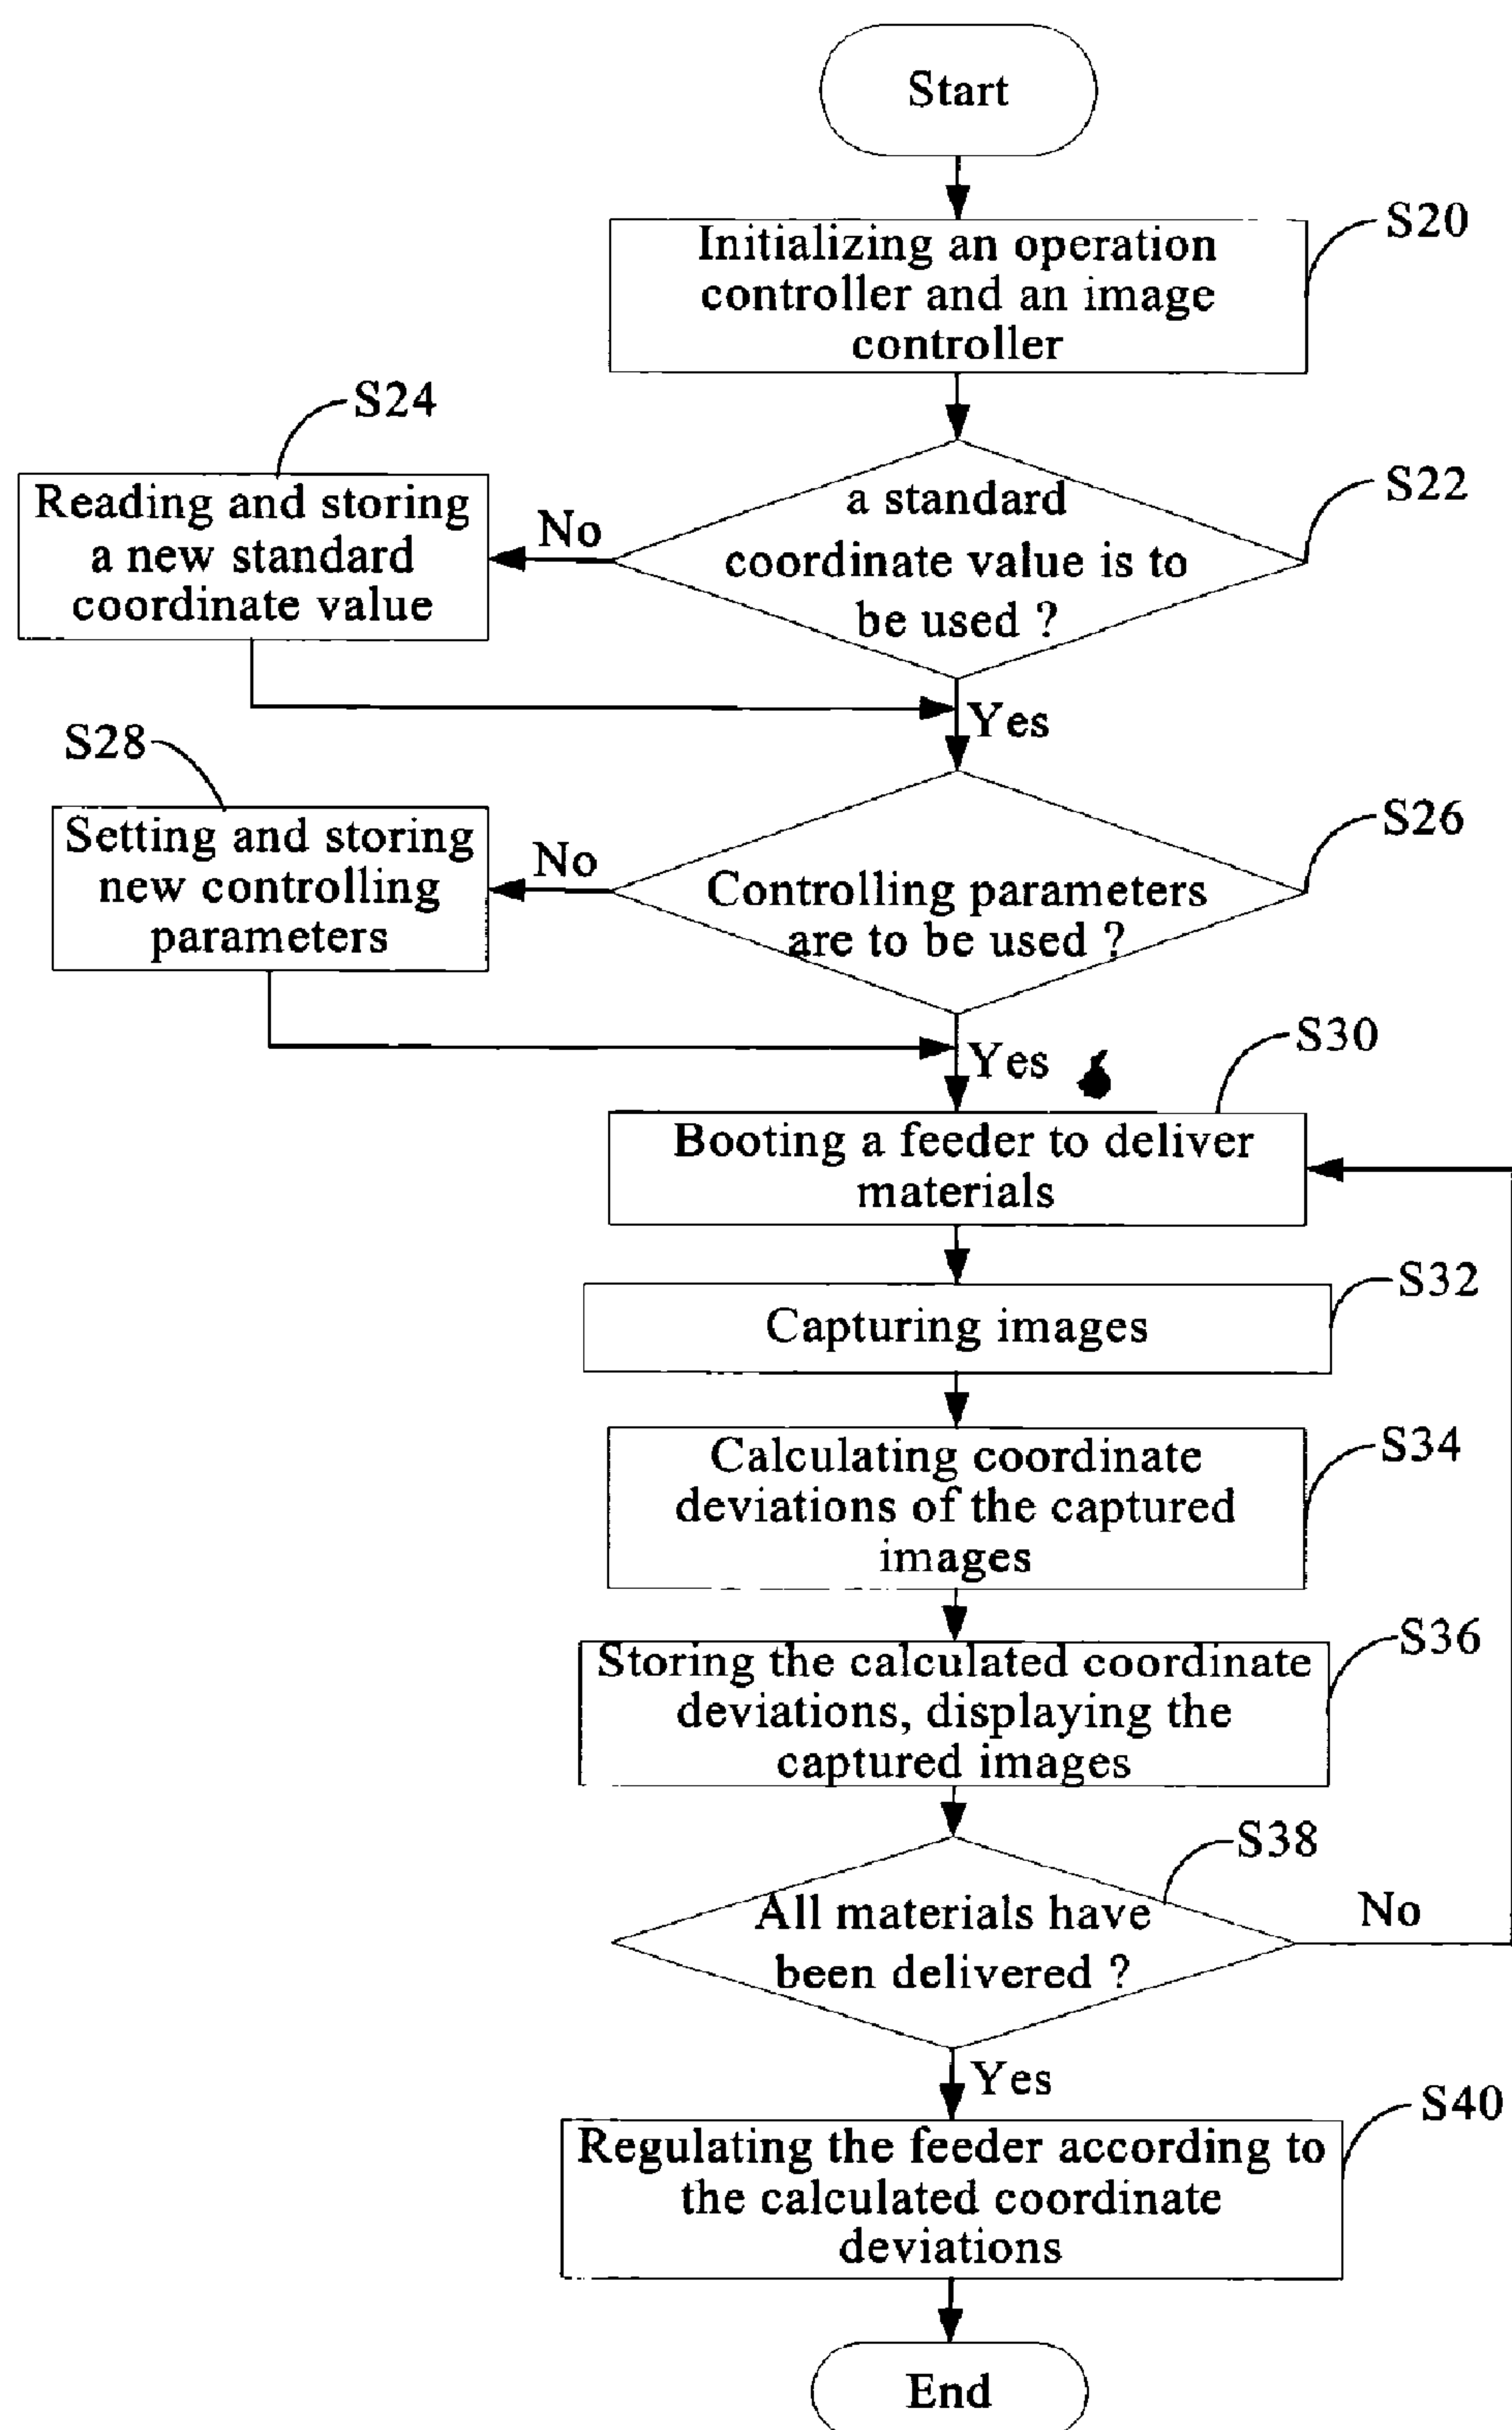 Start
S20
Initializing an operation
controller and an image
controller
S24
Reading and storing
a new standard
coordinate value
No
S22
a standard
coordinate value is to
be used ?
Yes
S28
Setting and storing
new controlling
parameters
No
S26
Controlling parameters
are to be used ?
Yes
S30
Booting a feeder to deliver
materials
S32
Capturing images
S34
Calculating coordinate
deviations of the captured
images
S36
Storing the calculated coordinate
deviations, displaying the
captured images
S38
All materials have
been delivered ?
No
Yes
S40
Regulating the feeder according to
the calculated coordinate
deviations
End